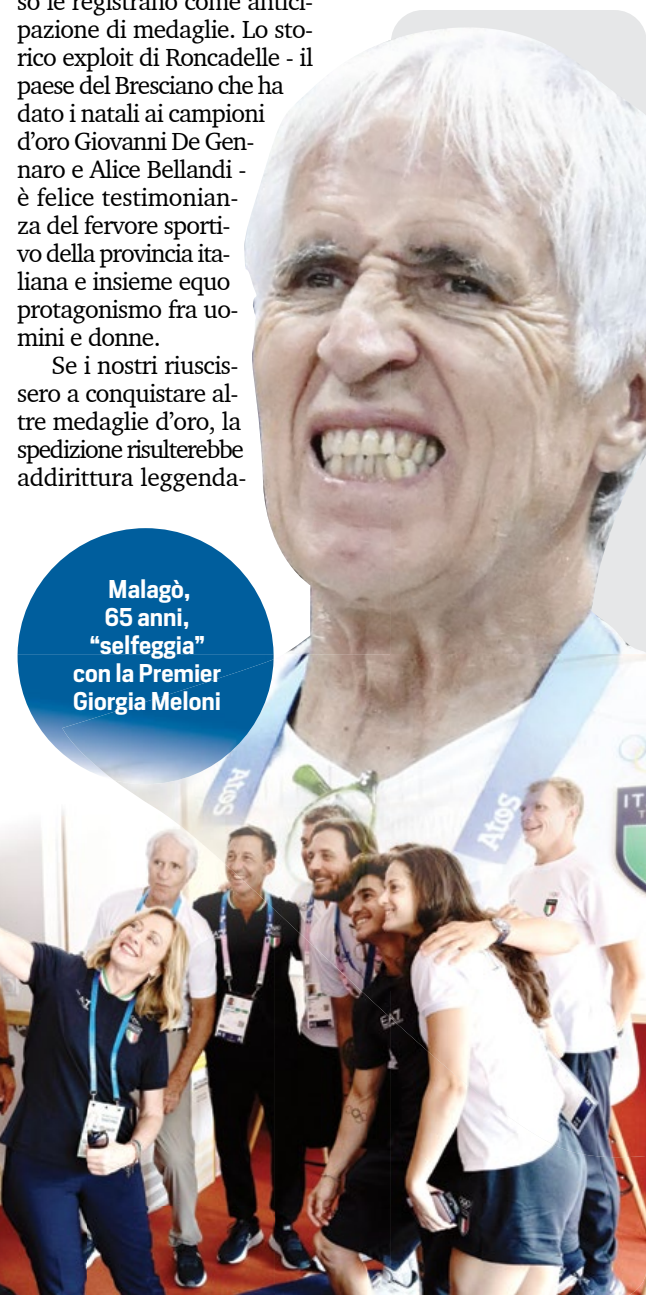 so le registrano come antici-
pazione di medaglie. Lo sto-
rico exploit di Roncadelle - il
paese del Bresciano che ha
dato i natali ai campioni
d’oro Giovanni De Gen-
naro e Alice Bellandi -
è felice testimonian-
za del fervore sporti-
vo della provincia ita-
liana e insieme equo
protagonismo fra uo-
mini e donne.
Se i nostri riuscis-
sero a conquistare al-
tre medaglie d’oro, la
spedizione risulterebbe
addirittura leggenda-
Malagò,
65 anni,
“selfeggia”
con la Premier
Giorgia Meloni
Atos
Atos
IT
T
EA7